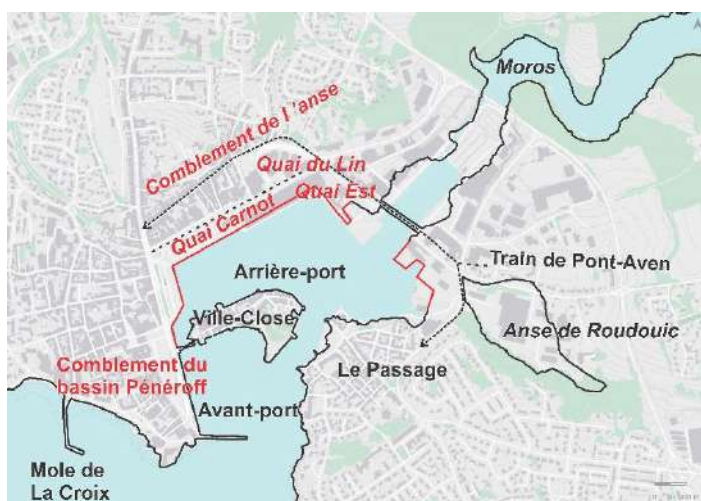 Moros
Comblement de l'anse
Quai du Lin
Quai Est
Quai Carnot
Train de Pont-Aven
Arrière-port
Ville-Close
Anse de Roudouic
Le Passage
Comblement du
bassin Pénéroff
Avant-port
Mole de
La Croix